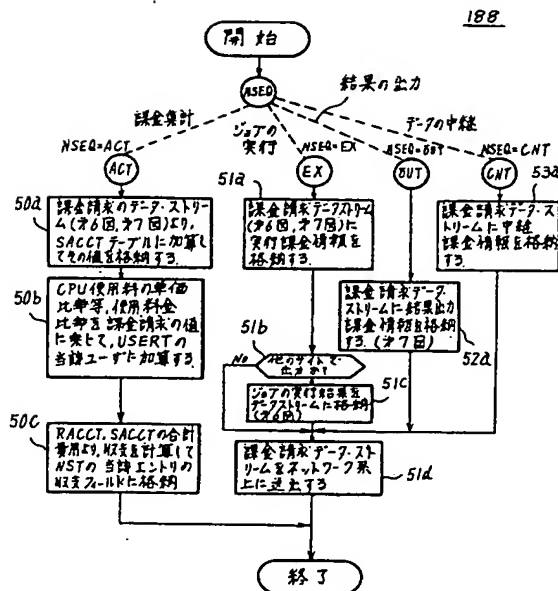 188
開始
NSEQ
課金集計
ジョブの
実行
結果の出力
データの中継
NSEQ=ACT
NSEQ=EX
NSEQ=OUT
NSEQ=CNT
ACT
EX
OUT
CNT
50a
課金請求のデータ・ストリー
ム(第6図,第7図)より,
SACCTテーブルに加算し
てその値を格納する.
50b
CPU使用料の単価
比率等,使用料金
比率を課金請求の値
に乗じて,USERTの
当該ユーザに加算する.
50c
RACCT,SACCTの合計
費用より,収支を計算して
NSTの当該エントリの
収支フィールドに格納
51a
課金請求データストリーム
(第6図,第7図)に
実行課金情報を
格納する.
51b
他のサイトで
出力か?
No
51c
ジョブの実行結果を
データストリームに格納
(第6図)
51d
課金請求データ・スト
リームをネットワーク系
上に送出する
52a
課金請求データ
ストリームに結果出力
課金情報を格納
する.(第7図)
53a
課金請求データ・ス
トリームに中継
課金情報を格納
する
終了